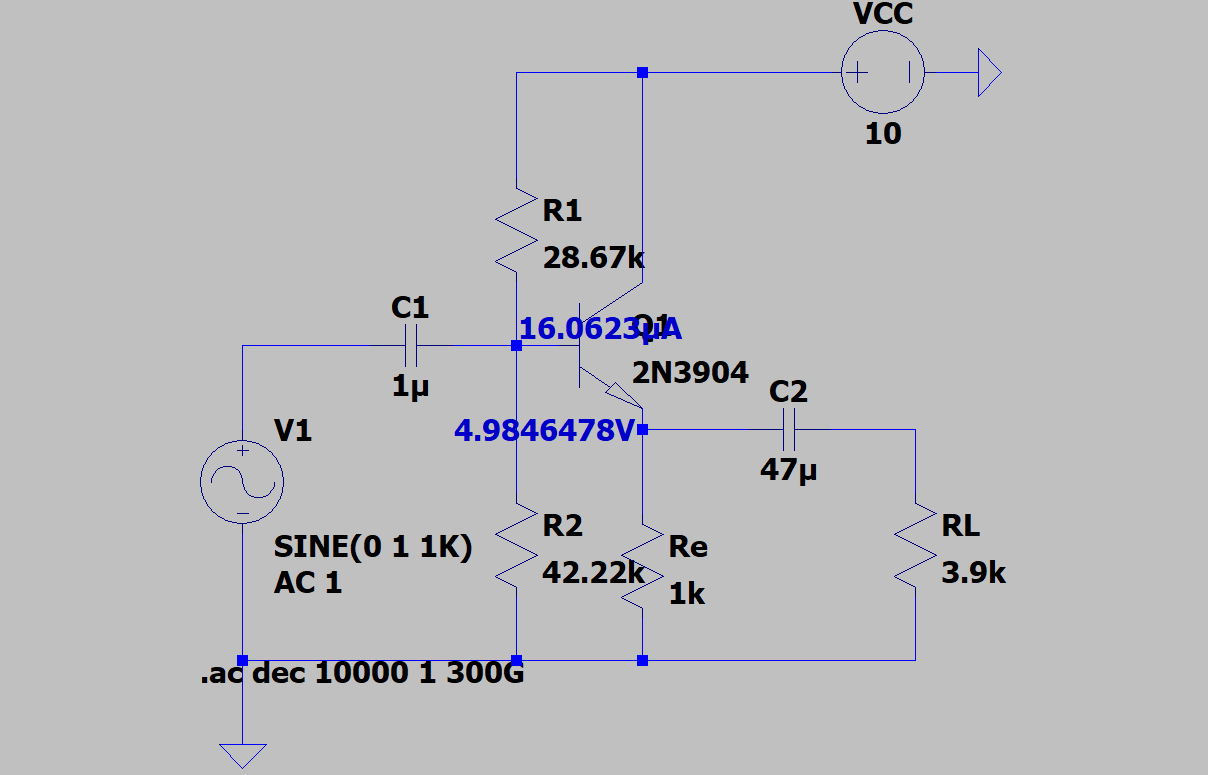 VCC
10
R1
28.67k
C1
1µ
16.0623µA
Q1
2N3904
C2
47µ
4.9846478V
V1
SINE(0 1 1K)
AC 1
R2
42.22k
Re
1k
RL
3.9k
.ac dec 10000 1 300G